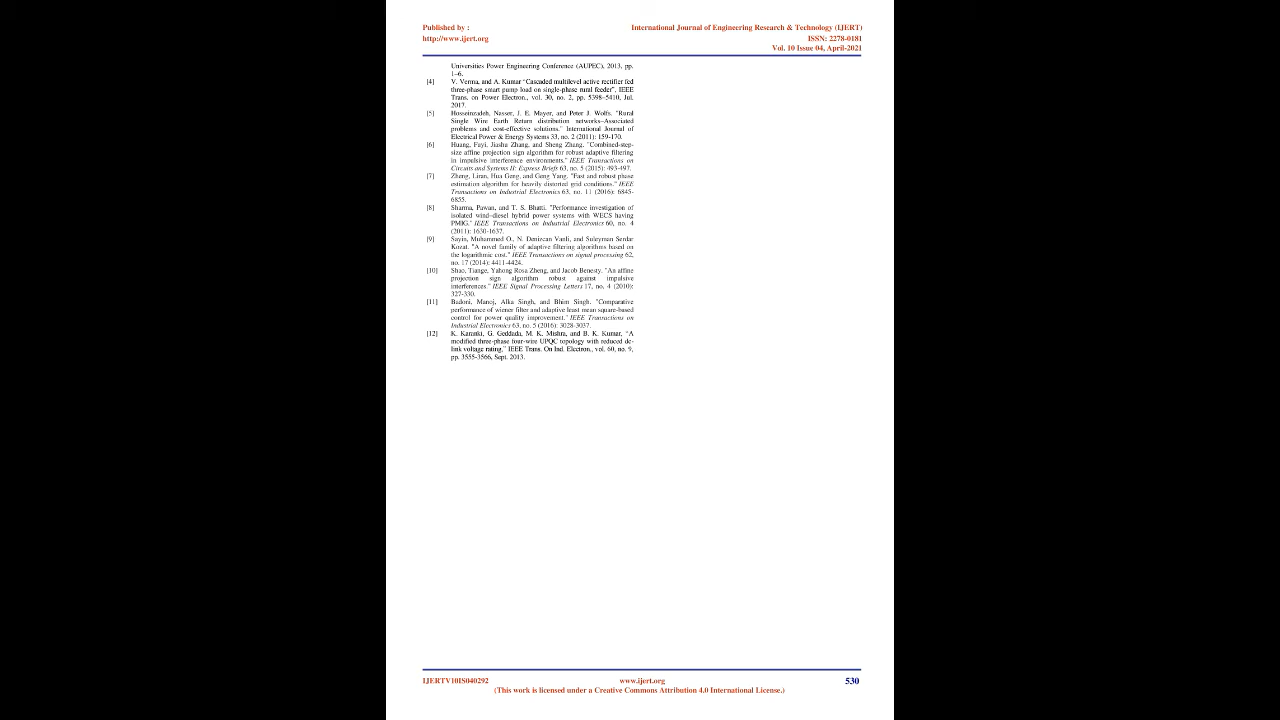 Published by :
International Journal of Engineering Research & Technology (IJERT)
http://www.ijert.org
ISSN: 2278-0181
Vol. 10 Issue 04, April-2021
Universities Power Engineering Conference (AUPEC), 2013, pp.
1–6.
[4] V. Verma, and A. Kumar “Cascaded multilevel active rectifier fed
three-phase smart pump load on single-phase rural feeder”, IEEE
Trans. on Power Electron., vol. 30, no. 2, pp. 5398–5410, Jul.
2017.
[5] Hosseinzadeh, Nasser, J. E. Mayer, and Peter J. Wolfs. "Rural
Single Wire Earth Return distribution networks–Associated
problems and cost-effective solutions." International Journal of
Electrical Power & Energy Systems 33, no. 2 (2011): 159-170.
[6] Huang, Fuyi, Jiashu Zhang, and Sheng Zhang. "Combined-step-
size affine projection sign algorithm for robust adaptive filtering
in impulsive interference environments." IEEE Transactions on
Circuits and Systems II: Express Briefs 63, no. 5 (2015): 493-497.
[7] Zheng, Liran, Hua Geng, and Geng Yang. "Fast and robust phase
estimation algorithm for heavily distorted grid conditions." IEEE
Transactions on Industrial Electronics 63, no. 11 (2016): 6845-
6855.
[8] Sharma, Pawan, and T. S. Bhatti. "Performance investigation of
isolated wind–diesel hybrid power systems with WECS having
PMIG." IEEE Transactions on Industrial Electronics 60, no. 4
(2011): 1630-1637.
[9] Sayin, Muhammed O., N. Denizcan Vanli, and Suleyman Serdar
Kozat. "A novel family of adaptive filtering algorithms based on
the logarithmic cost." IEEE Transactions on signal processing 62,
no. 17 (2014): 4411-4424.
[10] Shao, Tiange, Yahong Rosa Zheng, and Jacob Benesty. "An affine
projection sign algorithm robust against impulsive
interferences." IEEE Signal Processing Letters 17, no. 4 (2010):
327-330.
[11] Badoni, Manoj, Alka Singh, and Bhim Singh. "Comparative
performance of wiener filter and adaptive least mean square-based
control for power quality improvement." IEEE Transactions on
Industrial Electronics 63, no. 5 (2016): 3028-3037.
[12] K. Karanki, G. Geddada, M. K. Mishra, and B. K. Kumar, “A
modified three-phase four-wire UPQC topology with reduced dc-
link voltage rating,” IEEE Trans. On Ind. Electron., vol. 60, no. 9,
pp. 3555-3566, Sept. 2013.
IJERTV10IS040292
www.ijert.org
530
(This work is licensed under a Creative Commons Attribution 4.0 International License.)